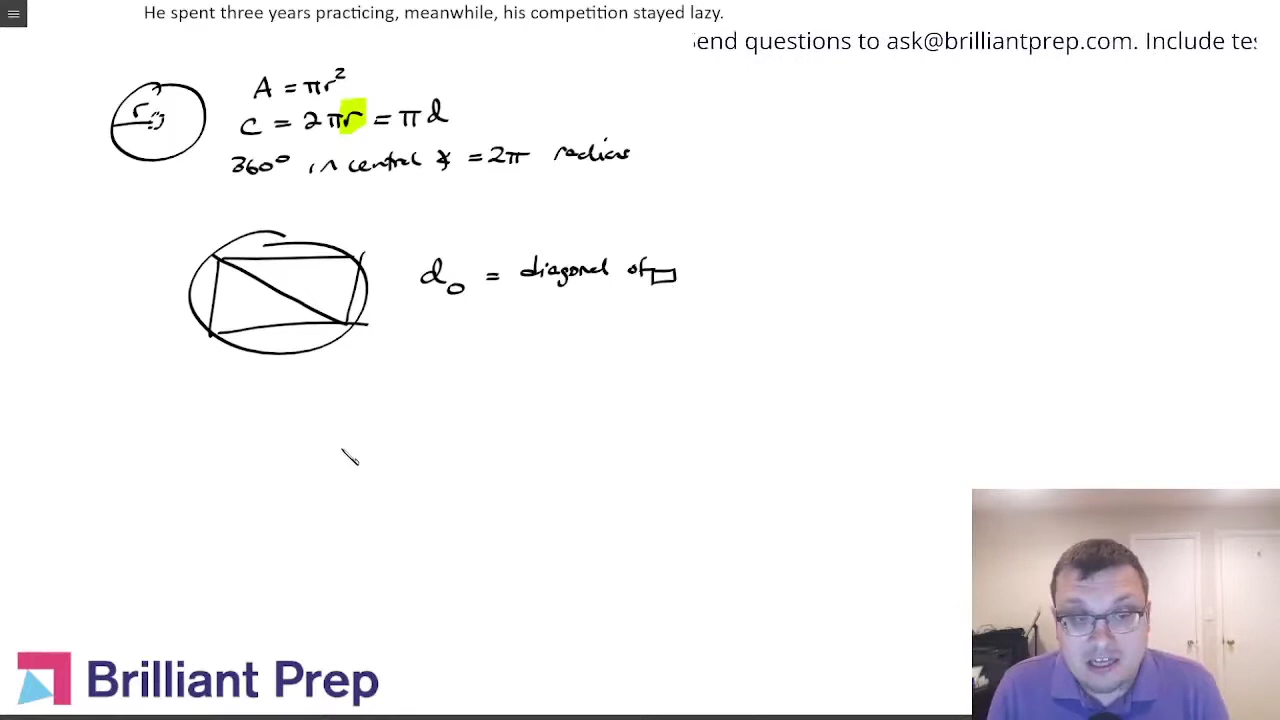 He spent three years practicing, meanwhile, his competition stayed lazy.
end questions to ask@brilliantprep.com. Include tes
A = πr²
r
C = 2πr = πd
360° in central ∡ = 2π radians
d○ = diagonal of ▭
Brilliant Prep